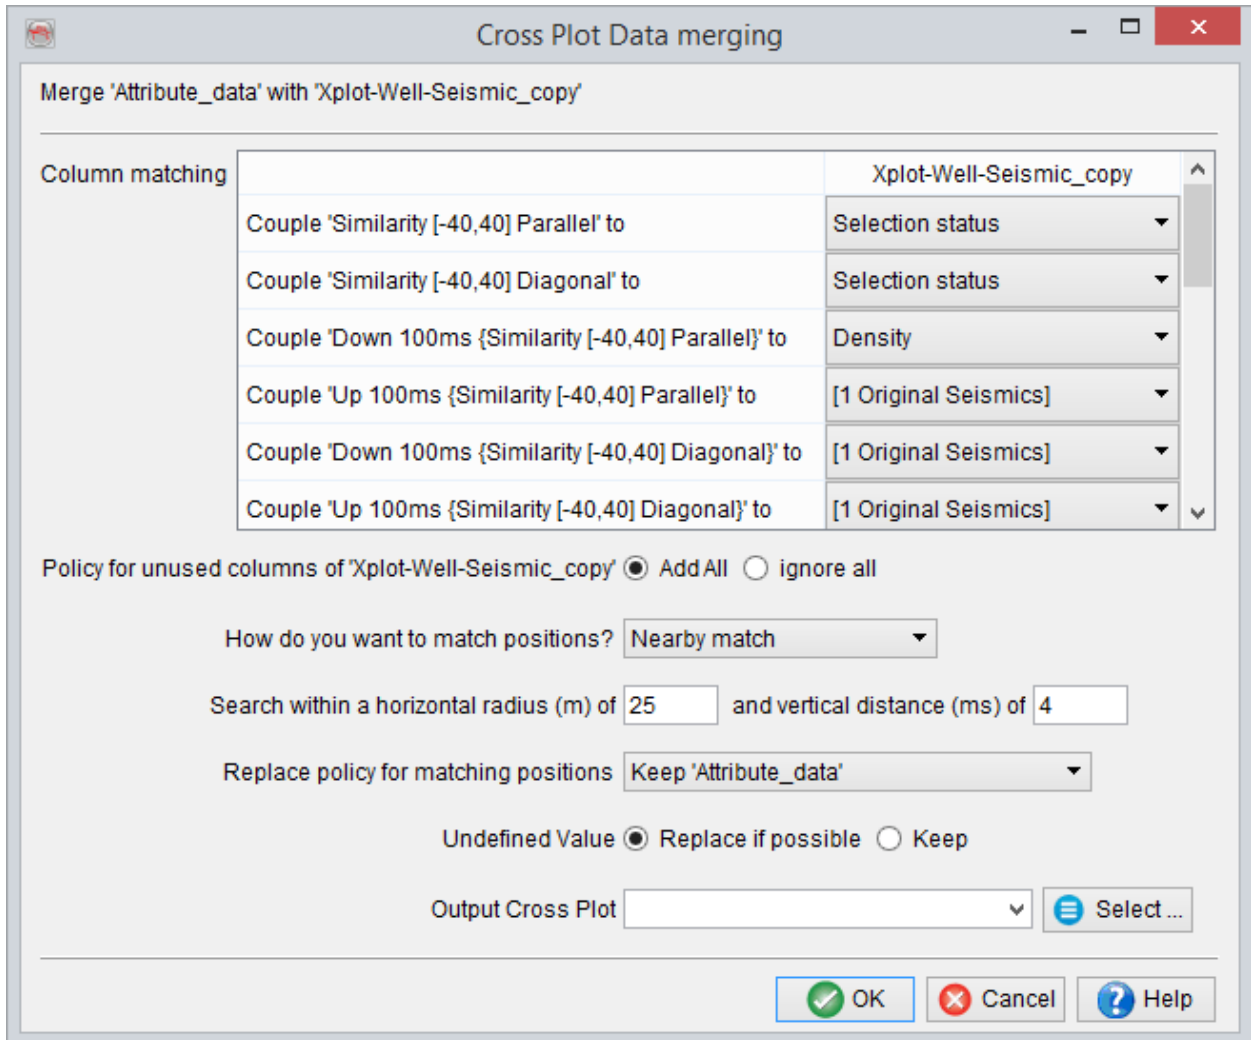 Cross Plot Data merging
Merge 'Attribute_data' with 'Xplot-Well-Seismic_copy'
Column matching
Xplot-Well-Seismic_copy
Couple 'Similarity [-40,40] Parallel' to Selection status
Couple 'Similarity [-40,40] Diagonal' to Selection status
Couple 'Down 100ms {Similarity [-40,40] Parallel}' to Density
Couple 'Up 100ms {Similarity [-40,40] Parallel}' to [1 Original Seismics]
Couple 'Down 100ms {Similarity [-40,40] Diagonal}' to [1 Original Seismics]
Couple 'Up 100ms {Similarity [-40,40] Diagonal}' to [1 Original Seismics]
Policy for unused columns of 'Xplot-Well-Seismic_copy' Add All ignore all
How do you want to match positions? Nearby match
Search within a horizontal radius (m) of 25 and vertical distance (ms) of 4
Replace policy for matching positions Keep 'Attribute_data'
Undefined Value Replace if possible Keep
Output Cross Plot Select ...
OK Cancel Help